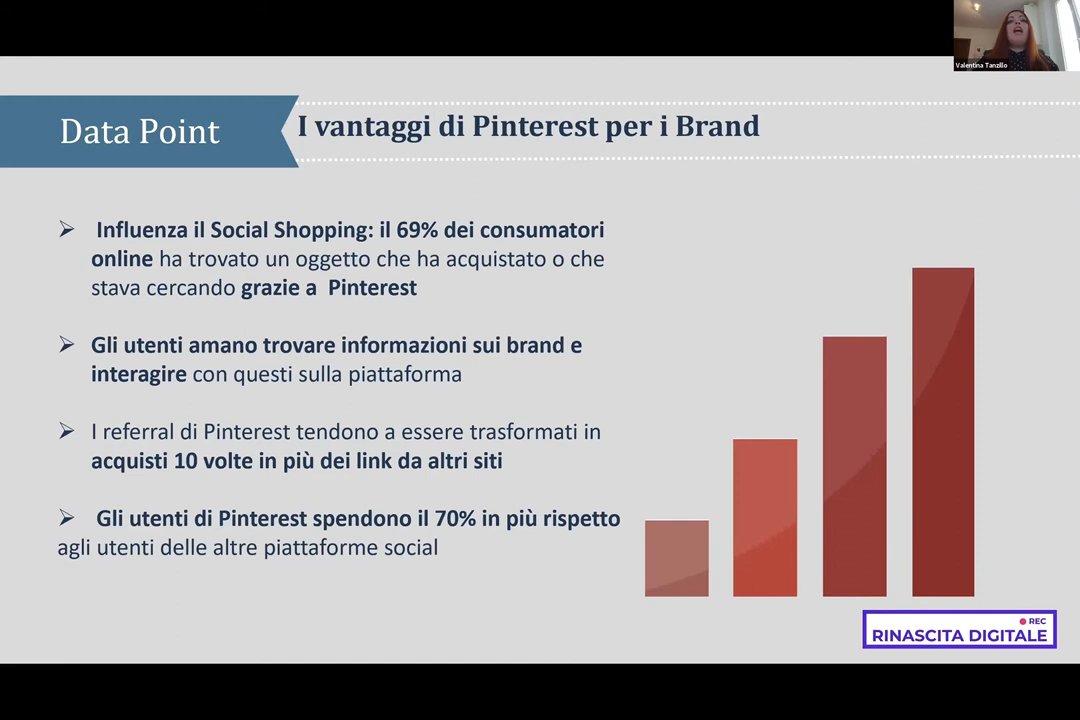 Valentina Tanzillo
Data Point
I vantaggi di Pinterest per i Brand
➢ Influenza il Social Shopping: il 69% dei consumatori
online ha trovato un oggetto che ha acquistato o che
stava cercando grazie a Pinterest
➢ Gli utenti amano trovare informazioni sui brand e
interagire con questi sulla piattaforma
➢ I referral di Pinterest tendono a essere trasformati in
acquisti 10 volte in più dei link da altri siti
➢ Gli utenti di Pinterest spendono il 70% in più rispetto
agli utenti delle altre piattaforme social
REC
RINASCITA DIGITALE